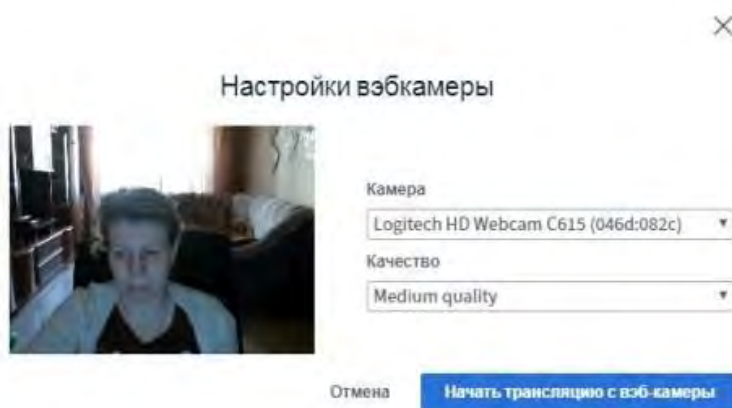 Настройки вэбкамеры
Камера
Logitech HD Webcam C615 (046d:082c)
Качество
Medium quality
Отмена
Начать трансляцию с вэб-камеры